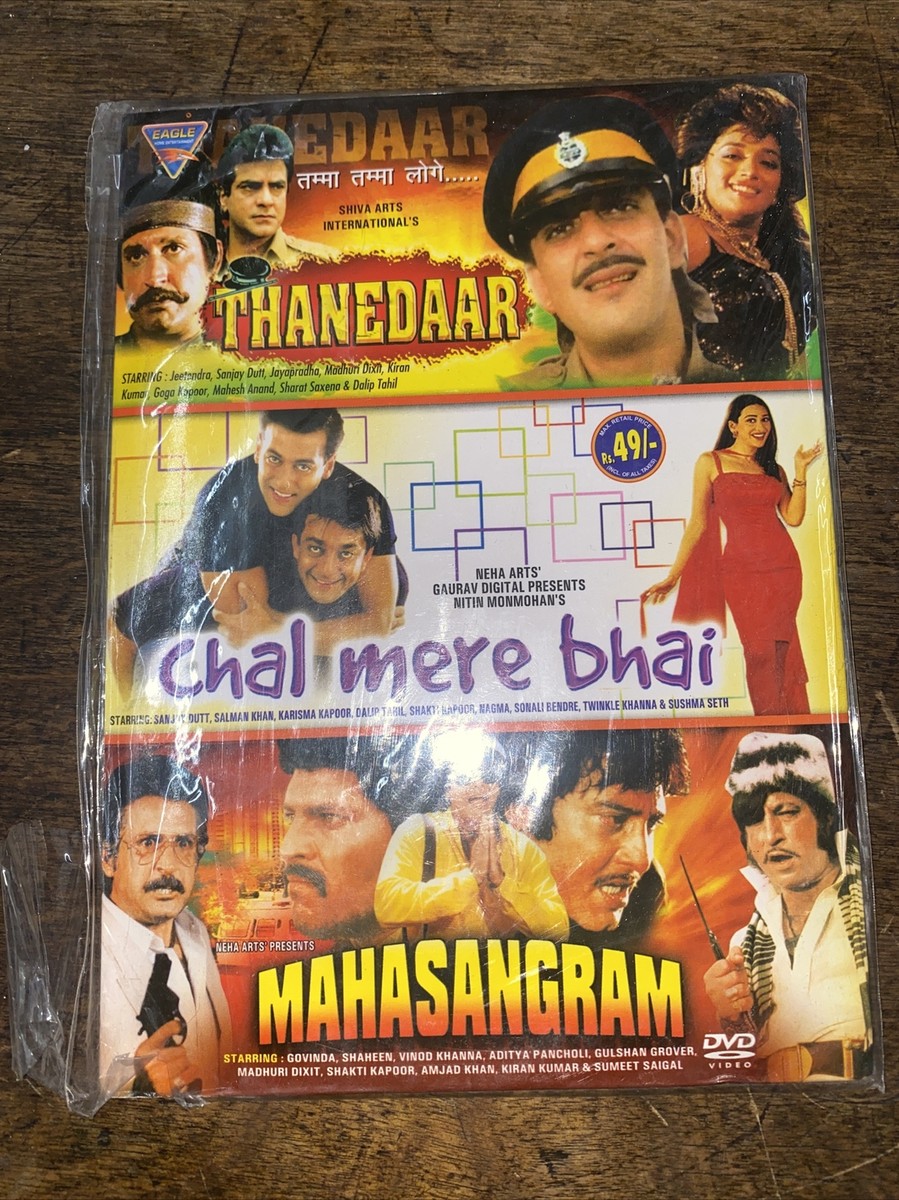 THANEDAAR
EAGLE
HOME ENTERTAINMENT
तम्मा तम्मा लोगे.....
SHIVA ARTS
INTERNATIONAL'S
THANEDAAR
STARRING : Jeetendra, Sanjay Dutt, Jayapradha, Madhuri Dixit, Kiran
Kumar, Goga Kapoor, Mahesh Anand, Sharat Saxena & Dalip Tahil
MAX. RETAIL PRICE
Rs. 49/-
(INCL. OF ALL TAXES)
NEHA ARTS'
GAURAV DIGITAL PRESENTS
NITIN MONMOHAN'S
chal mere bhai
STARRING: SANJAY DUTT, SALMAN KHAN, KARISMA KAPOOR, DALIP TAHIL, SHAKTI KAPOOR, NAGMA, SONALI BENDRE, TWINKLE KHANNA & SUSHMA SETH
NEHA ARTS' PRESENTS
MAHASANGRAM
STARRING : GOVINDA, SHAHEEN, VINOD KHANNA, ADITYA PANCHOLI, GULSHAN GROVER,
MADHURI DIXIT, SHAKTI KAPOOR, AMJAD KHAN, KIRAN KUMAR & SUMEET SAIGAL
DVD
VIDEO